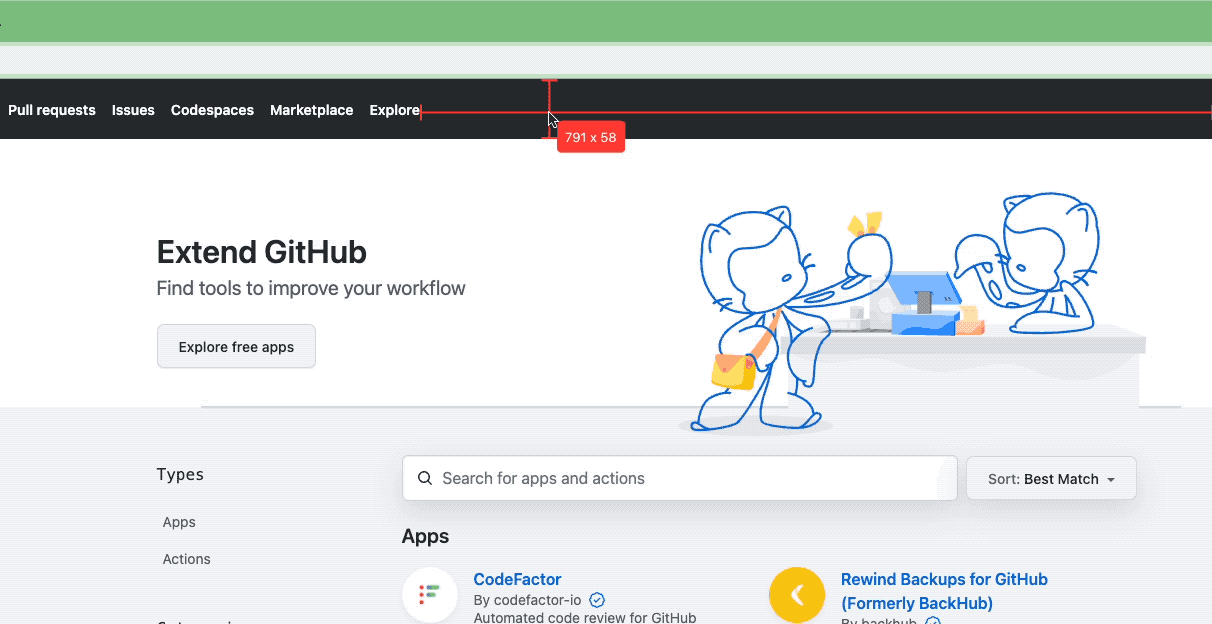 Pull requests Issues Codespaces Marketplace Explore
791 x 58
Extend GitHub
Find tools to improve your workflow
Explore free apps
Types
Search for apps and actions
Sort: Best Match
Apps
Actions
Apps
CodeFactor
By codefactor-io
Automated code review for GitHub
Rewind Backups for GitHub
(Formerly BackHub)
By backhub